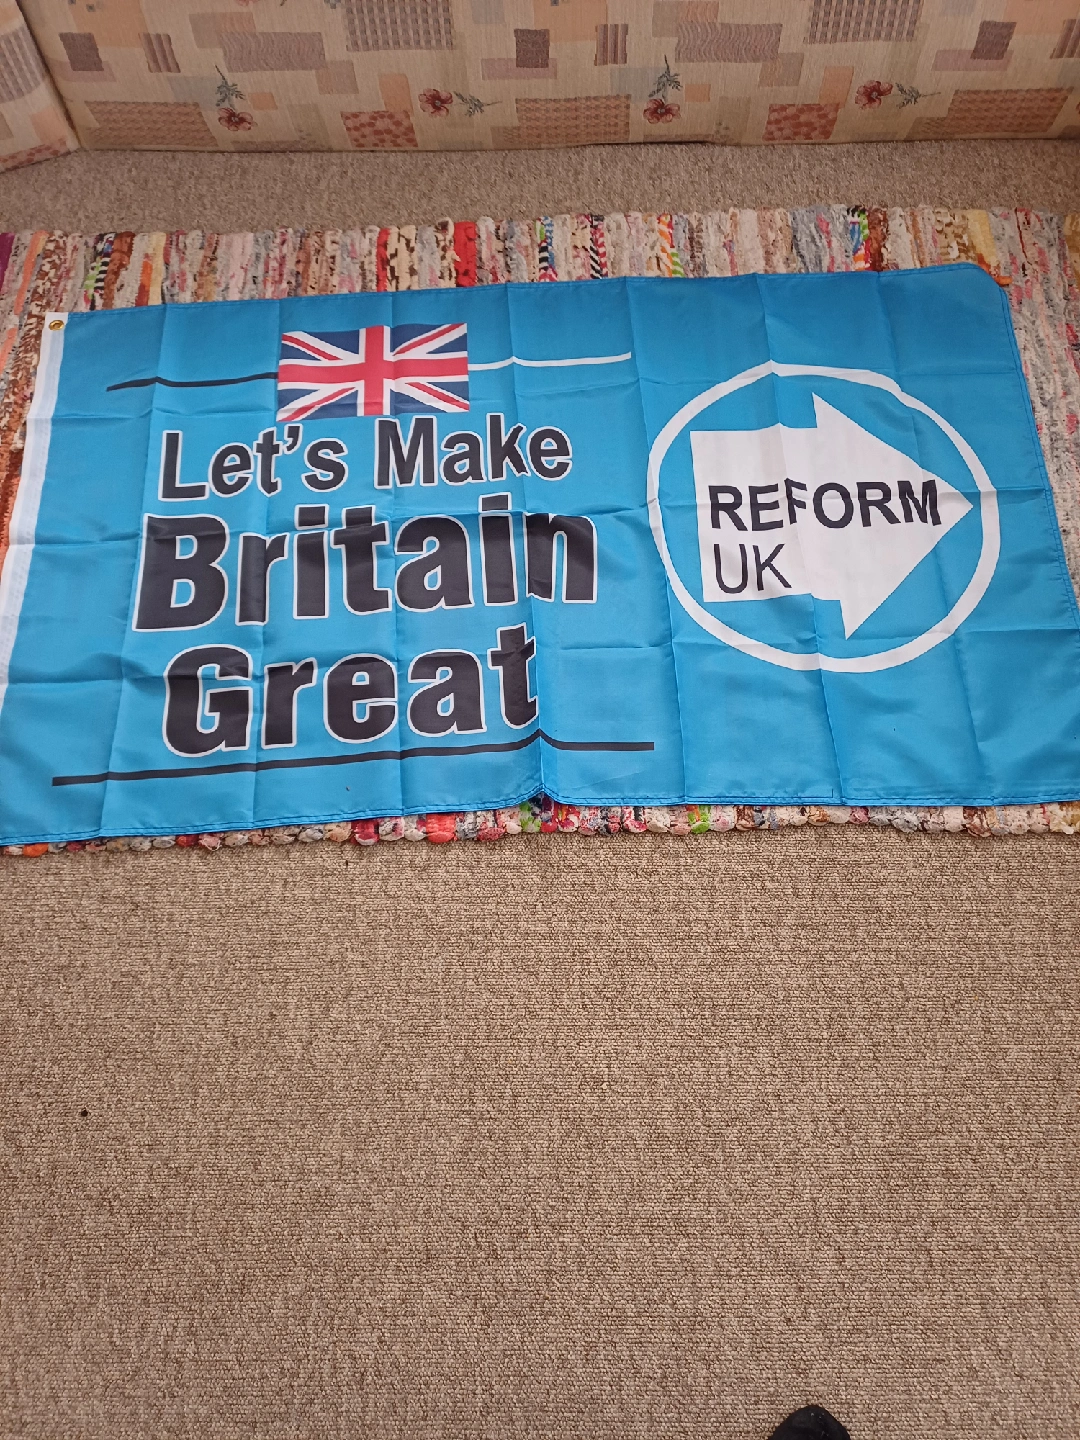 Let's Make
Britain
Great
REFORM
UK